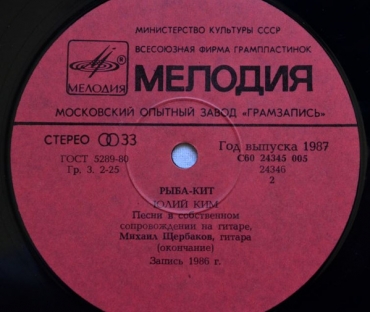 МИНИСТЕРСТВО КУЛЬТУРЫ СССР
ВСЕСОЮЗНАЯ ФИРМА ГРАМПЛАСТИНОК
МЕЛОДИЯ ®
МЕЛОДИЯ
МОСКОВСКИЙ ОПЫТНЫЙ ЗАВОД «ГРАМЗАПИСЬ»
СТЕРЕО 33
Год выпуска 1987
ГОСТ 5289-80
С60 24345 005
Гр. 3. 2-25
24346
2
РЫБА-КИТ
ЮЛИЙ КИМ
Песни в собственном
сопровождении на гитаре,
Михаил Щербаков, гитара
(окончание)
Запись 1986 г.